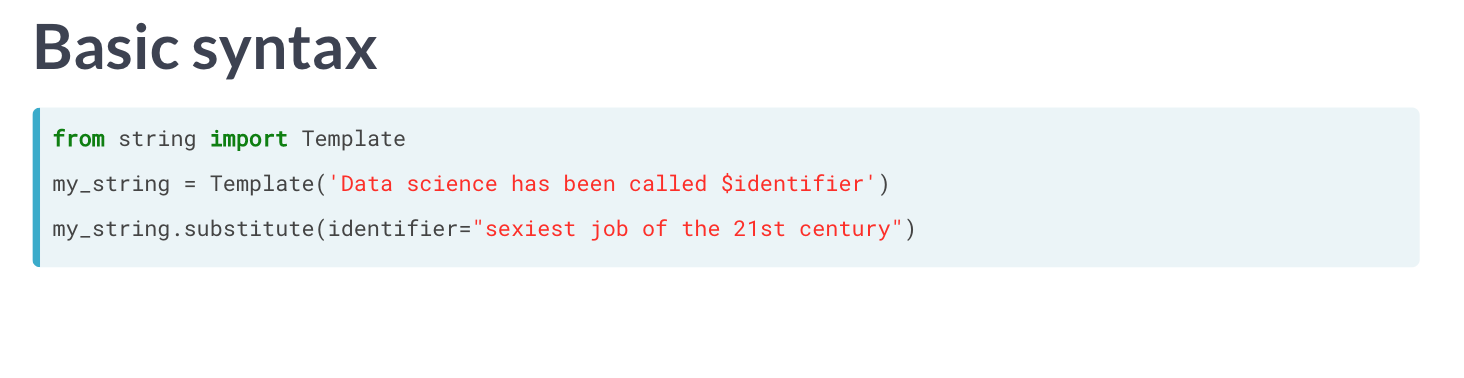 Basic syntax
from string import Template
my_string = Template('Data science has been called $identifier')
my_string.substitute(identifier="sexiest job of the 21st century")